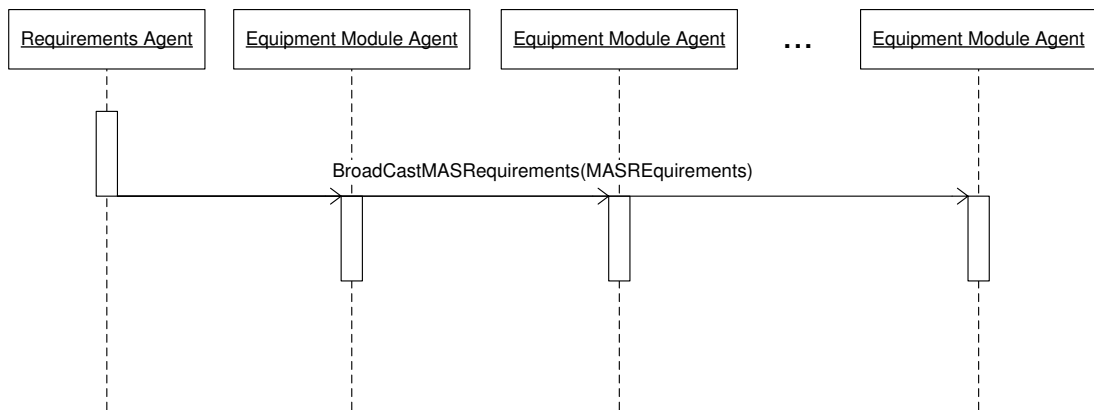 Requirements Agent
Equipment Module Agent
Equipment Module Agent
...
Equipment Module Agent
BroadCastMASRequirements(MASREquirements)